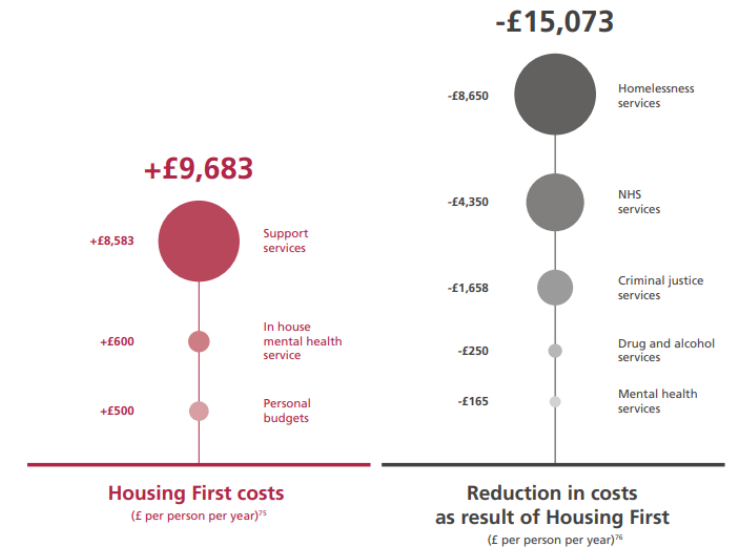 +£9,683
+£8,583
Support
services
+£600
In house
mental health
service
+£500
Personal
budgets
Housing First costs
(£ per person per year)75
-£15,073
-£8,650
Homelessness
services
-£4,350
NHS
services
-£1,658
Criminal justice
services
-£250
Drug and alcohol
services
-£165
Mental health
services
Reduction in costs
as result of Housing First
(£ per person per year)76